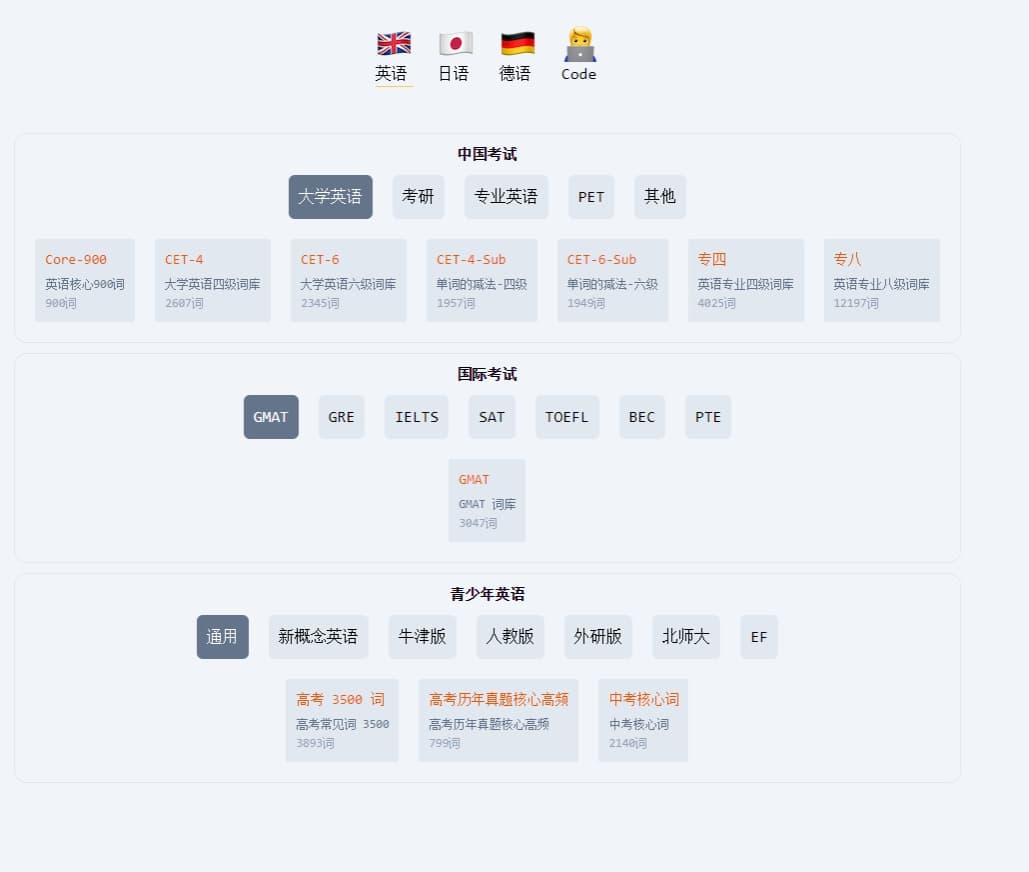 英语 日语 德语 Code
中国考试
大学英语 考研 专业英语 PET 其他
Core-900 CET-4 CET-6 CET-4-Sub CET-6-Sub 专四 专八
英语核心900词 大学英语四级词库 大学英语六级词库 单词的减法-四级 单词的减法-六级 英语专业四级词库 英语专业八级词库
900词 2607词 2345词 1957词 1949词 4025词 12197词
国际考试
GMAT GRE IELTS SAT TOEFL BEC PTE
GMAT
GMAT 词库
3047词
青少年英语
通用 新概念英语 牛津版 人教版 外研版 北师大 EF
高考 3500 词 高考历年真题核心高频 中考核心词
高考常见词 3500 高考历年真题核心高频 中考核心词
3893词 799词 2140词